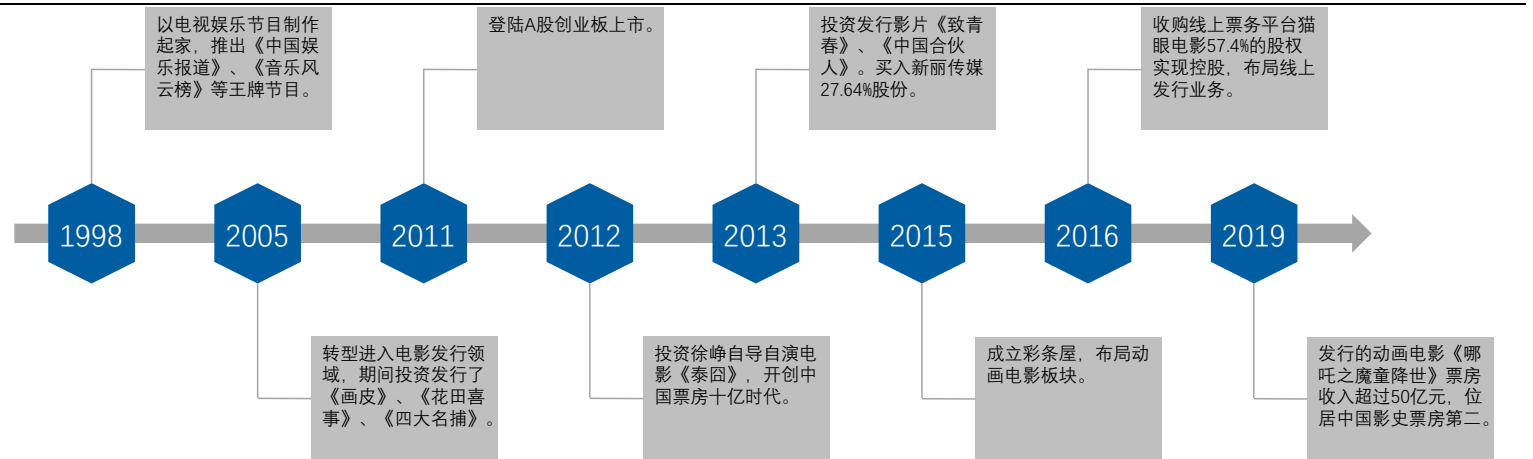 以电视娱乐节目制作
起家，推出《中国娱
乐报道》、《音乐风
云榜》等王牌节目。
登陆A股创业板上市。
投资发行影片《致青
春》、《中国合伙
人》。买入新丽传媒
27.64%股份。
收购线上票务平台猫
眼电影57.4%的股权
实现控股，布局线上
发行业务。
1998
2005
2011
2012
2013
2015
2016
2019
转型进入电影发行领
域，期间投资发行了
《画皮》、《花田喜
事》、《四大名捕》。
投资徐峥自导自演电
影《泰囧》，开创中
国票房十亿时代。
成立彩条屋，布局动
画电影板块。
发行的动画电影《哪
吒之魔童降世》票房
收入超过50亿元，位
居中国影史票房第二。